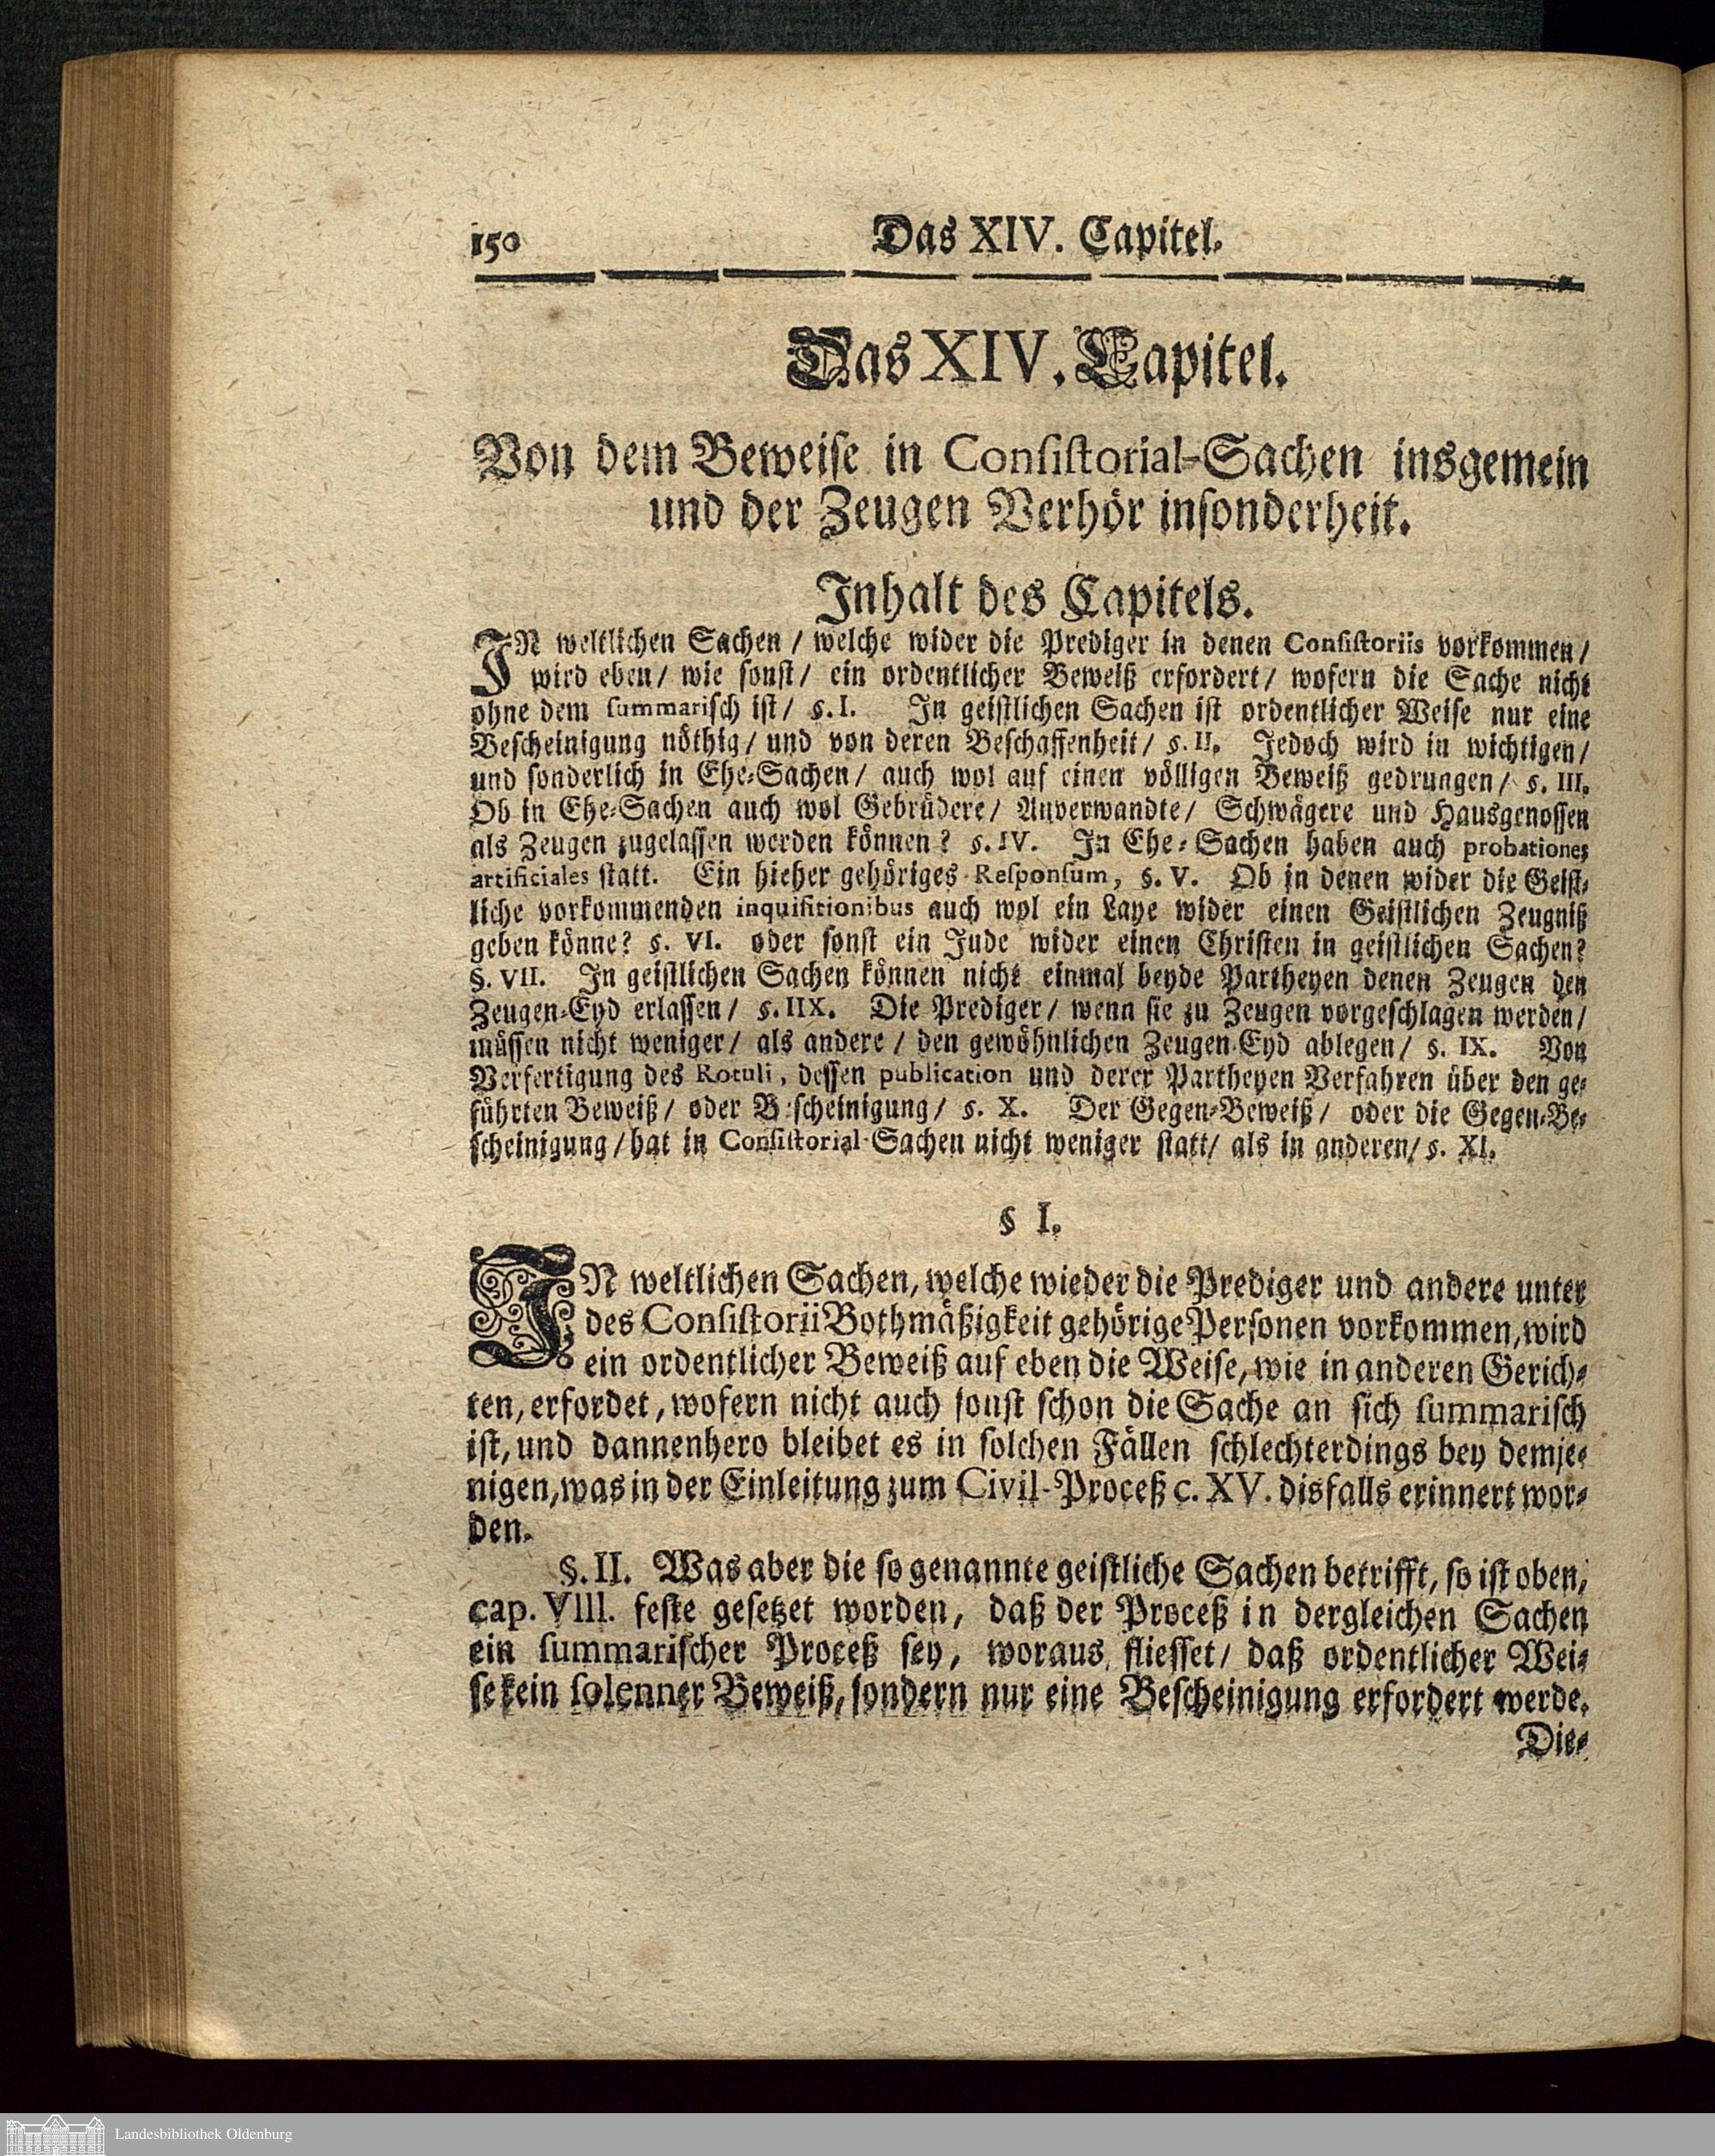 150 Das XIV. Capitel.
Das XIV. Capitel.
Von dem Beweise in Consistorial-Sachen insgemein
und der Zeugen Verhör insonderheit.
Inhalt des Capitels.
IN weltlichen Sachen / welche wider die Prediger in denen Consistoriis vorkommen /
wird eben / wie sonst / ein ordentlicher Beweiß erfordert / wofern die Sache nicht
ohne dem summarisch ist / §. I. In geistlichen Sachen ist ordentlicher Weise nur eine
Bescheinigung nöthig / und von deren Beschaffenheit / §. II. Jedoch wird in wichtigen /
und sonderlich in Ehe-Sachen / auch wol auf einen völligen Beweiß gedrungen / §. III.
Ob in Ehe-Sachen auch wol Gebrüdere / Anverwandte / Schwägere und Hausgenossen
als Zeugen zugelassen werden können? §. IV. In Ehe-Sachen haben auch probationes
artificiales statt. Ein hieher gehöriges Responsum, §. V. Ob in denen wider die Geist-
liche vorkommenden inquisitionibus auch wol ein Laye wider einen Geistlichen Zeugniß
geben könne? §. VI. oder sonst ein Jude wider einen Christen in geistlichen Sachen?
§. VII. In geistlichen Sachen können nicht einmal beyde Partheyen denen Zeugen den
Zeugen-Eyd erlassen / §. IIX. Die Prediger / wenn sie zu Zeugen vorgeschlagen werden /
müssen nicht weniger / als andere / den gewöhnlichen Zeugen-Eyd ablegen / §. IX. Von
Verfertigung des Rotuli, dessen publication und derer Partheyen Verfahren über den ge-
führten Beweiß / oder Bescheinigung / §. X. Der Gegen-Beweiß / oder die Gegen-Be-
scheinigung / hat in Consistorial-Sachen nicht weniger statt / als in anderen / §. XI.
§ I.
IN weltlichen Sachen, welche wieder die Prediger und andere unter
des Consistorii Bothmäßigkeit gehörige Personen vorkommen, wird
ein ordentlicher Beweiß auf eben die Weise, wie in anderen Gerich-
ten, erfordet, wofern nicht auch sonst schon die Sache an sich summarisch
ist, und dannenhero bleibet es in solchen Fällen schlechterdings bey demje-
nigen, was in der Einleitung zum Civil-Proceß c. XV. disfalls erinnert wor-
den.
§. II. Was aber die so genannte geistliche Sachen betrifft, so ist oben,
cap. VIII. feste gesetzet worden, daß der Proceß in dergleichen Sachen
ein summarischer Proceß sey, woraus fliesset / daß ordentlicher Wei-
se kein solenner Beweiß, sondern nur eine Bescheinigung erfordert werde.
Die-
Landesbibliothek Oldenburg